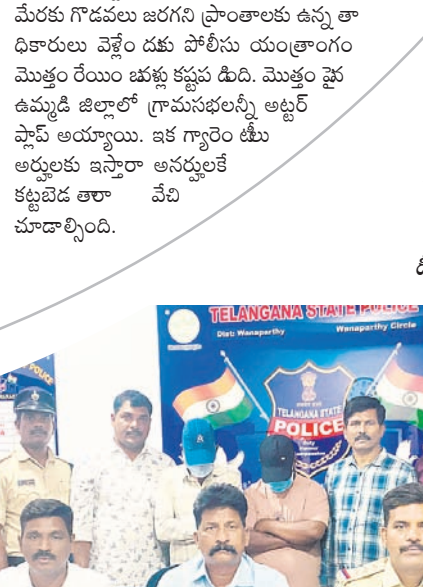 మేరకు గొడవలు జరగని ప్రాంతాలకు ఉన్న తా
ధికారులు వెళ్లేం దుకు పోలీసు యంత్రాంగం
మొత్తం రేయిం బవళ్లు కష్టప డింది. మొత్తం పైన
ఉమ్మడి జిల్లాలో గ్రామసభలన్నీ అట్టర్
ప్లాప్ అయ్యాయి. ఇక గ్యారెం టీలు
అర్హులకు ఇస్తారా అనర్హులకే
కట్టబెడ తారా వేచి
చూడాల్సింది.
TELANGANA STATE POLICE
Dist: Wanaparthy Wanaparthy Circle
TELANGANA STATE
POLICE
Duty